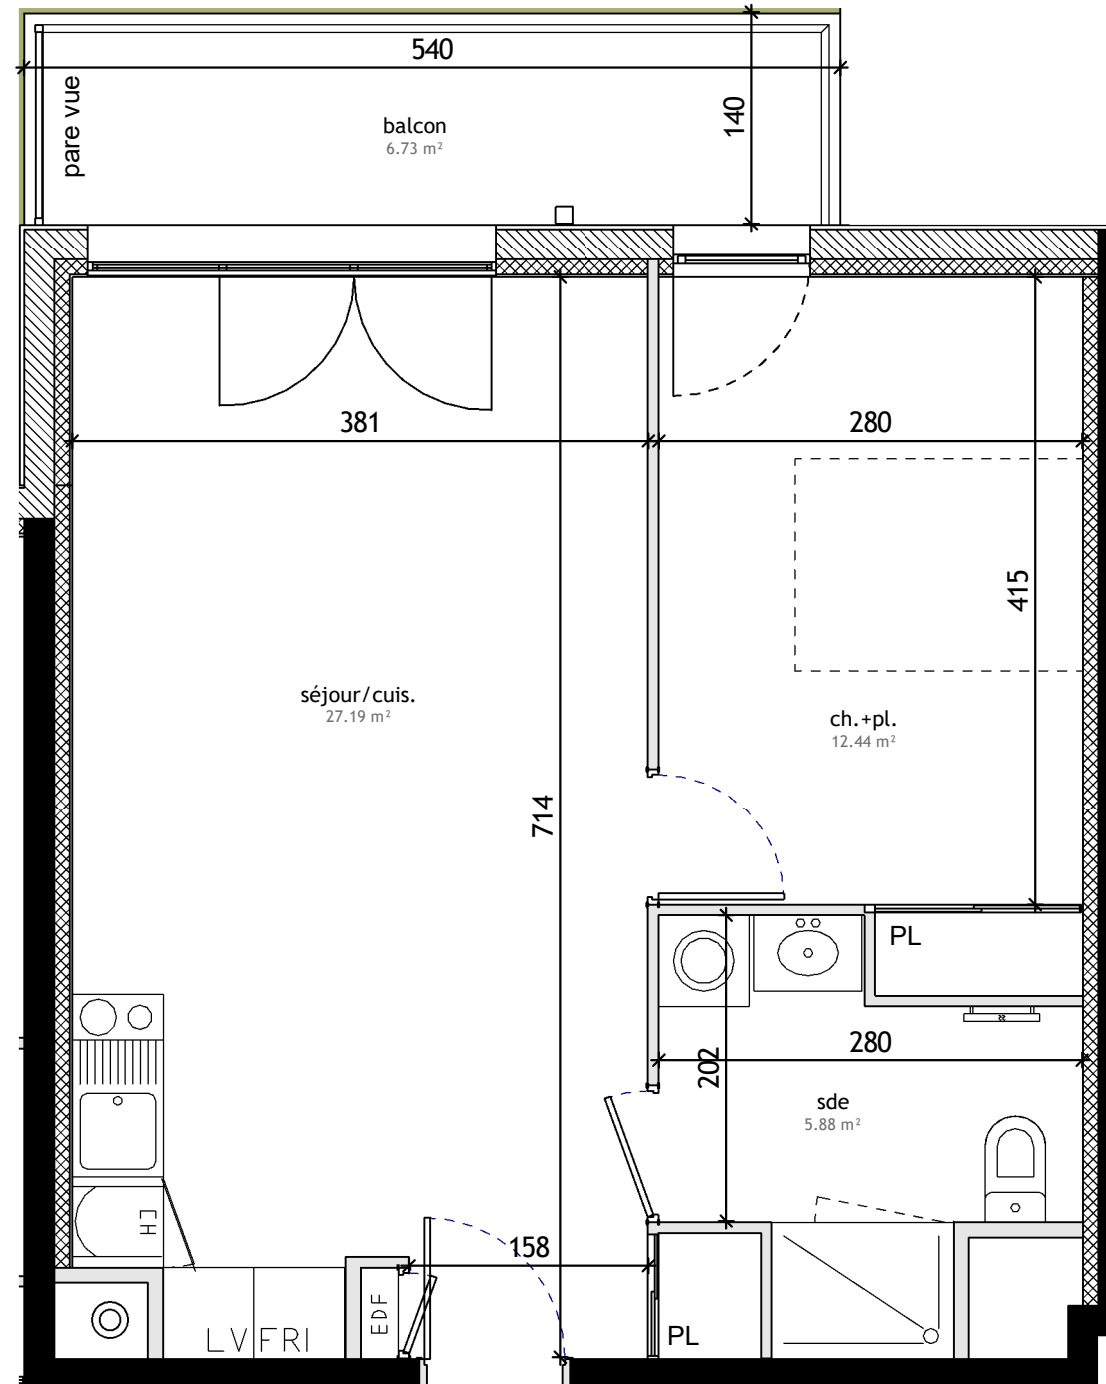 540
pare vue
140
balcon
6.73 m²
381
280
415
séjour/cuis.
27.19 m²
ch.+pl.
12.44 m²
714
PL
280
202
sde
5.88 m²
CH
158
EDF
LV
FRI
PL